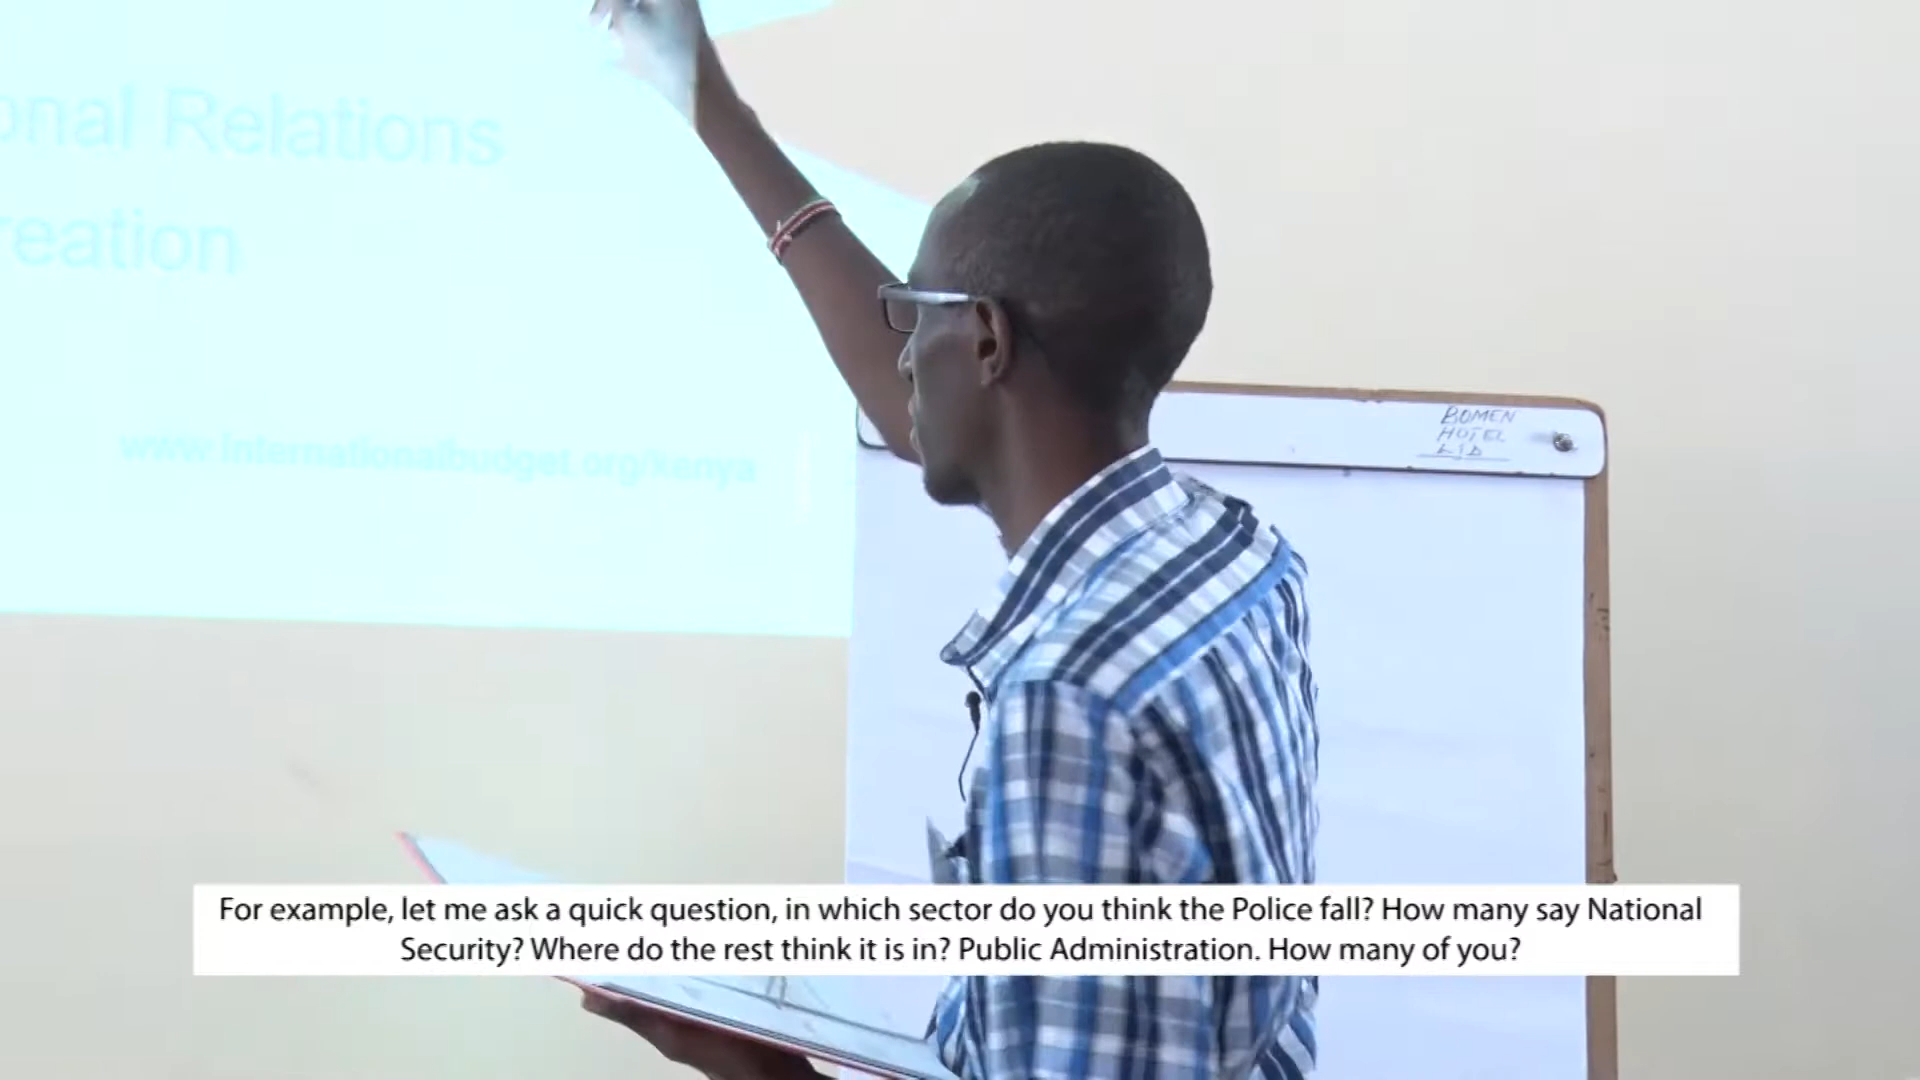 onal Relations
reation
www.internationalbudget.org/kenya
BOMEN
HOTEL
LTD
For example, let me ask a quick question, in which sector do you think the Police fall? How many say National
Security? Where do the rest think it is in? Public Administration. How many of you?